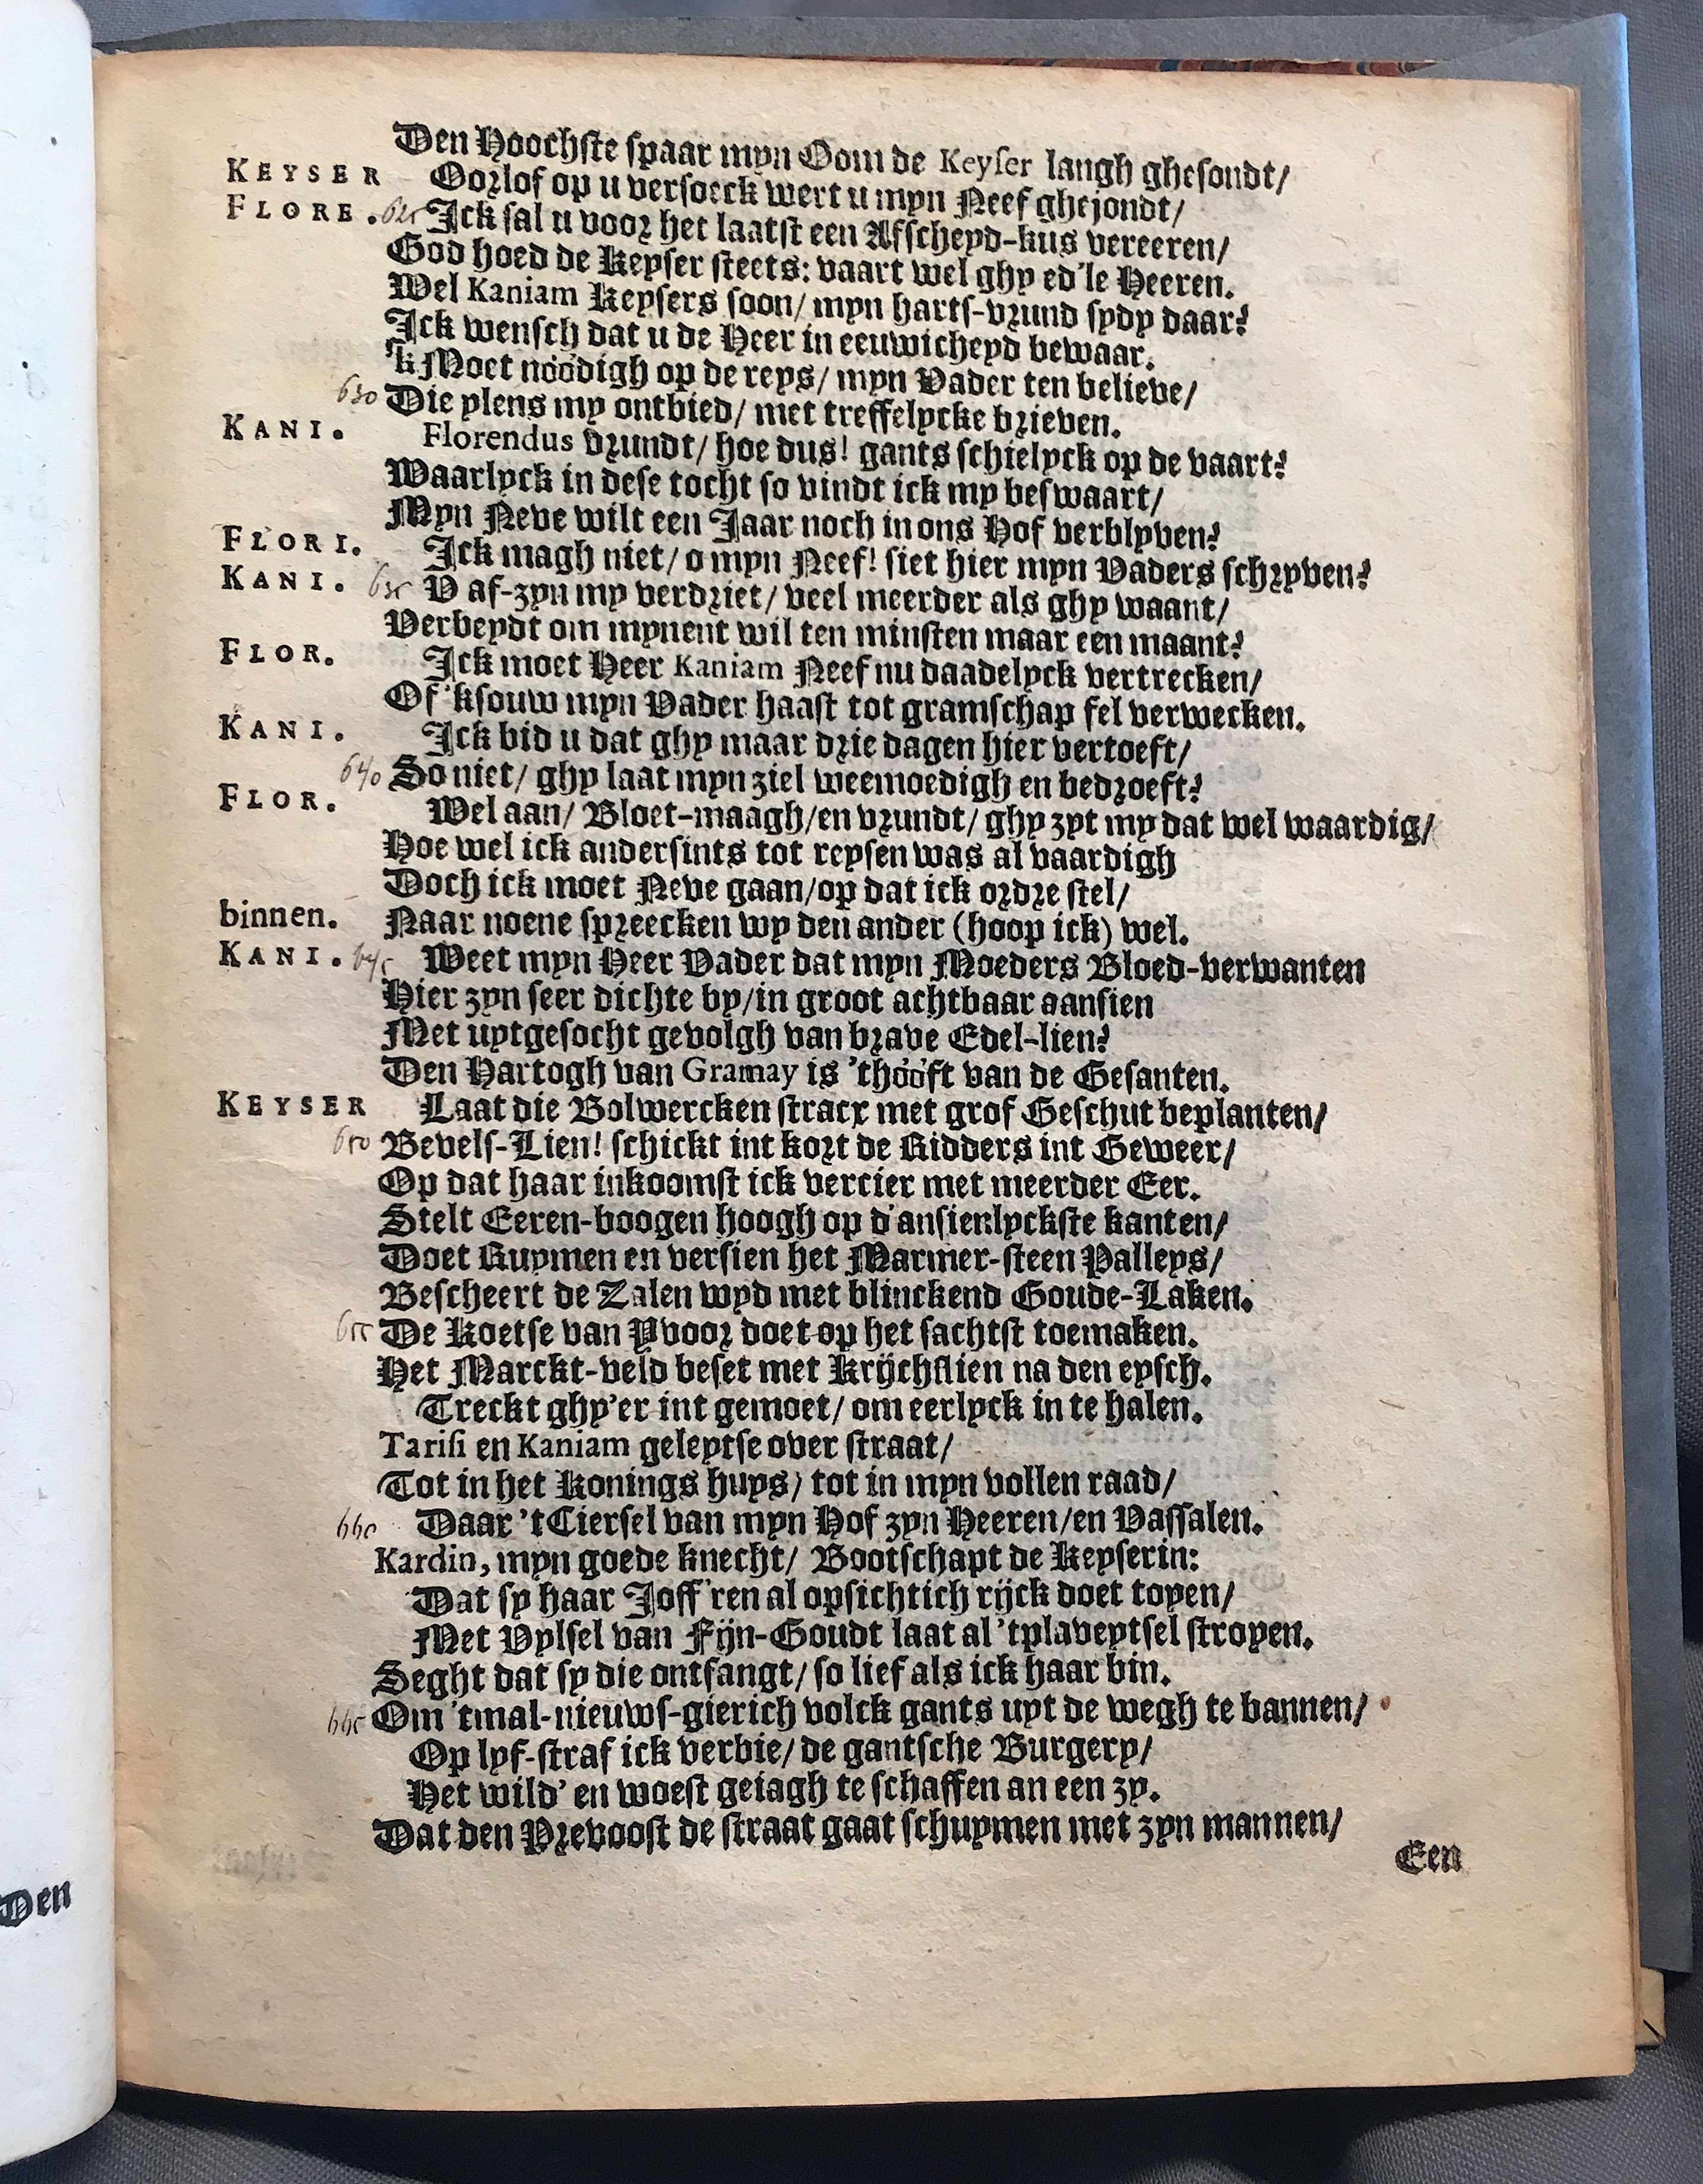 Den Hoochste spaar myn Oom de Keyser langh ghesondt/
KEYSER Oorlof op u versoeck wert u myn Neef ghejondt/
FLORE. 625 Ick sal u voor het laatst een Afscheyd-kus vereeren/
God hoed de Keyser steets: vaart wel ghy ed'le Heeren.
Wel Kaniam Keysers soon/ myn harts-vrund sydy daar?
Ick wensch dat u de Heer in eeuwicheyd bewaar.
'k Moet nóódigh op de reys/ myn Vader ten believe/
630 Die ylens my ontbied/ met treffelycke brieven.
KANI. Florendus vrundt/ hoe dus! gants schielyck op de vaart?
Waarlyck in dese tocht so vindt ick my beswaart/
Myn Neve wilt een Jaar noch in ons Hof verblyven?
FLORI. Ick magh niet/ o myn Neef! siet hier myn Vaders schryven?
KANI. 635 V af-zyn my verdriet/ veel meerder als ghy waant/
Verbeydt om mynent wil ten minsten maar een maant?
FLOR. Ick moet Heer Kaniam Neef nu daadelyck vertrecken/
Of 'ksouw myn Vader haast tot gramschap fel verwecken.
KANI. Ick bid u dat ghy maar drie dagen hier vertoeft/
640 So niet/ ghy laat myn ziel weemoedigh en bedroeft?
FLOR. Wel aan/ Bloet-maagh/en vrundt/ ghy zyt my dat wel waardig/
Hoe wel ick andersints tot reysen was al vaardigh
Doch ick moet Neve gaan/op dat ick ordre stel/
binnen. Naar noene spreecken wy den ander (hoop ick) wel.
KANI. 645 Weet myn Heer Vader dat myn Moeders Bloed-verwanten
Hier zyn seer dichte by/in groot achtbaar aansien
Met uytgesocht gevolgh van brave Edel-lien?
Den Hartogh van Gramay is 'thóóft van de Gesanten.
KEYSER Laat die Bolwercken stracx met grof Geschut beplanten/
650 Bevels-Lien! schickt int kort de Ridders int Geweer/
Op dat haar inkoomst ick vercier met meerder Eer.
Stelt Eeren-boogen hoogh op d'ansienlyckste kanten/
Doet Ruymen en versien het Marmer-steen Palleys/
Bescheert de Zalen wyd met blinckend Goude-Laken.
655 De Koetse van Yvoor doet op het sachtst toemaken.
Het Marckt-veld beset met Krijchslien na den eysch.
Treckt ghy'er int gemoet/ om eerlyck in te halen.
Tarisi en Kaniam geleytse over straat/
Tot in het Konings huys/ tot in myn vollen raad/
660 Daar 't Ciersel van myn Hof zyn Heeren/en Vassalen.
Kardin, myn goede knecht/ Bootschapt de Keyserin:
Dat sy haar Joff'ren al opsichtich rijck doet toyen/
Met Vylsel van Fijn-Goudt laat al 'tplaveytsel stroyen.
Seght dat sy die ontfangt/ so lief als ick haar bin.
665 Om 'tmal-nieuws-gierich volck gants uyt de wegh te bannen/
Op lyf-straf ick verbie/ de gantsche Burgery/
Het wild' en woest geiagh te schaffen an een zy.
Dat den Prevoost de straat gaat schuymen met zyn mannen/
Een
Den